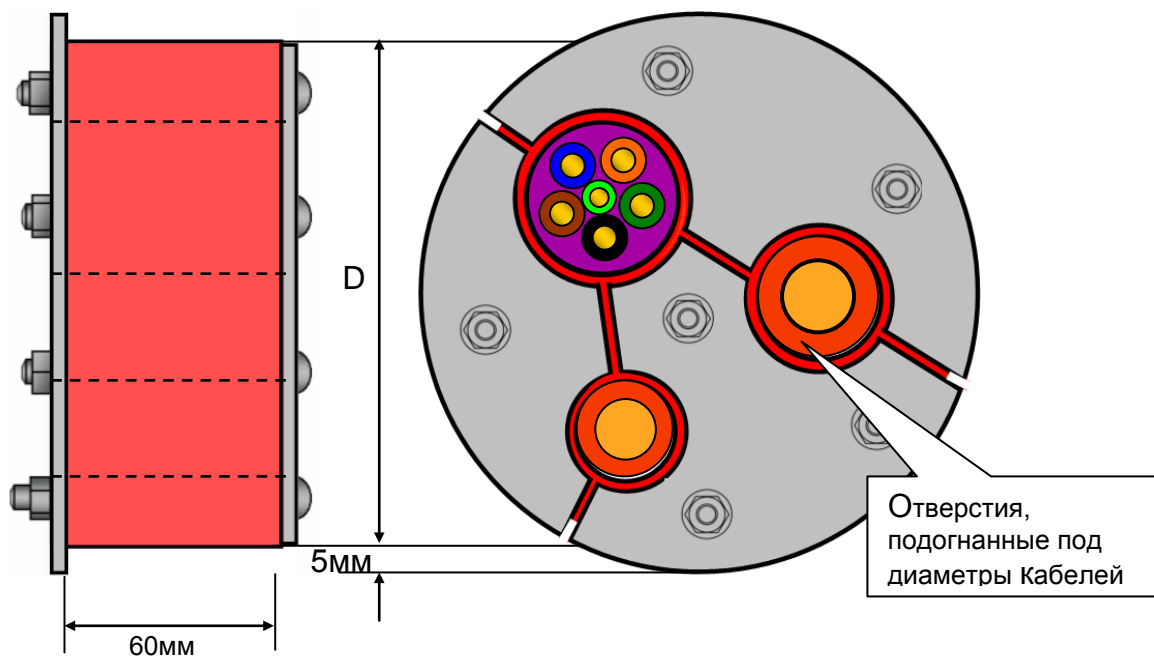 D
5мм
60мм
Отверстия,
подогнанные под
диаметры Кабелей